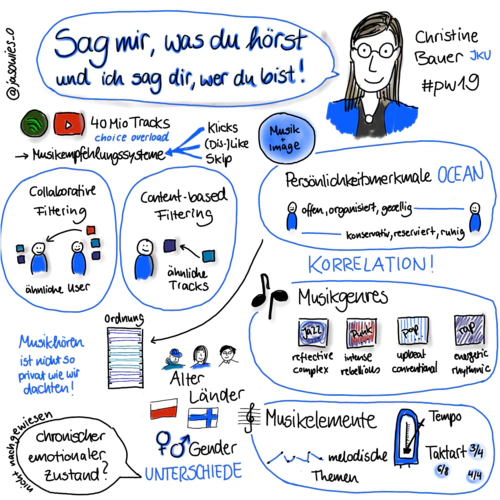 @jasowies_o
Sag mir, was du hörst
und ich sag dir, wer du bist!
Christine
Bauer JKU
#pw19
40 Mio Tracks
choice overload
→ Musikempfehlungssysteme
Klicks
(Dis-)Like
Skip
Musik
+
Image
Collaborative
Filtering
ähnliche User
Content-based
Filtering
ähnliche
Tracks
Persönlichkeitsmerkmale OCEAN
offen, organisiert, gesellig
konservativ, reserviert, ruhig
KORRELATION!
Musikgenres
Jazz
Punk
Pop
Rap
reflective
complex
intense
rebellious
upbeat
conventional
energetic
rhythmic
Ordnung
Musikhören
ist nicht so
privat wie wir
dachten!
Alter
Länder
Gender
UNTERSCHIEDE
nicht nachgewiesen
chronischer
emotionaler
Zustand?
Musikelemente
melodische
Themen
Tempo
Taktart 3/4
6/8
4/4